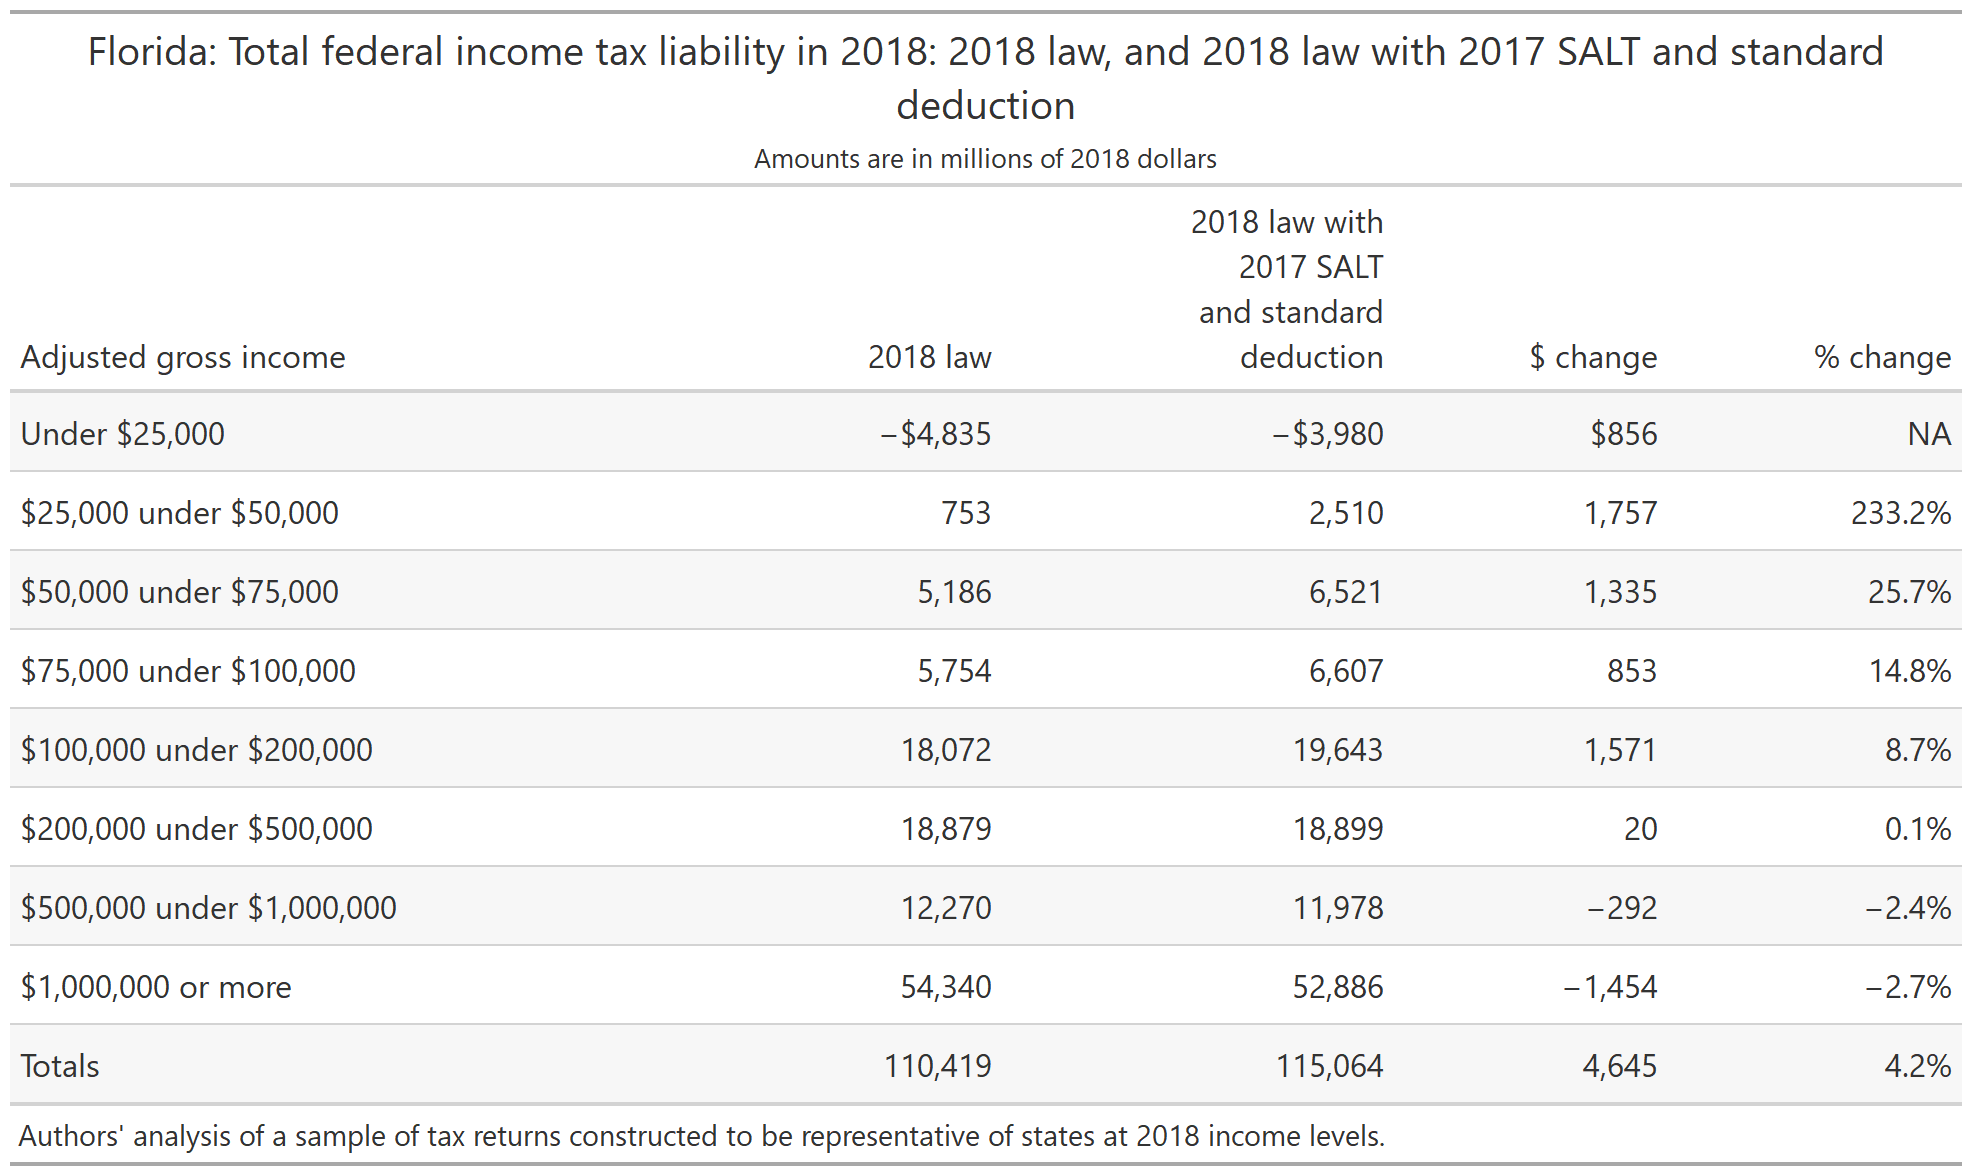 Florida: Total federal income tax liability in 2018: 2018 law, and 2018 law with 2017 SALT and standard
deduction
Amounts are in millions of 2018 dollars
2018 law with
2017 SALT
and standard
Adjusted gross income 2018 law deduction $ change % change
Under $25,000 −$4,835 −$3,980 $856 NA
$25,000 under $50,000 753 2,510 1,757 233.2%
$50,000 under $75,000 5,186 6,521 1,335 25.7%
$75,000 under $100,000 5,754 6,607 853 14.8%
$100,000 under $200,000 18,072 19,643 1,571 8.7%
$200,000 under $500,000 18,879 18,899 20 0.1%
$500,000 under $1,000,000 12,270 11,978 −292 −2.4%
$1,000,000 or more 54,340 52,886 −1,454 −2.7%
Totals 110,419 115,064 4,645 4.2%
Authors' analysis of a sample of tax returns constructed to be representative of states at 2018 income levels.